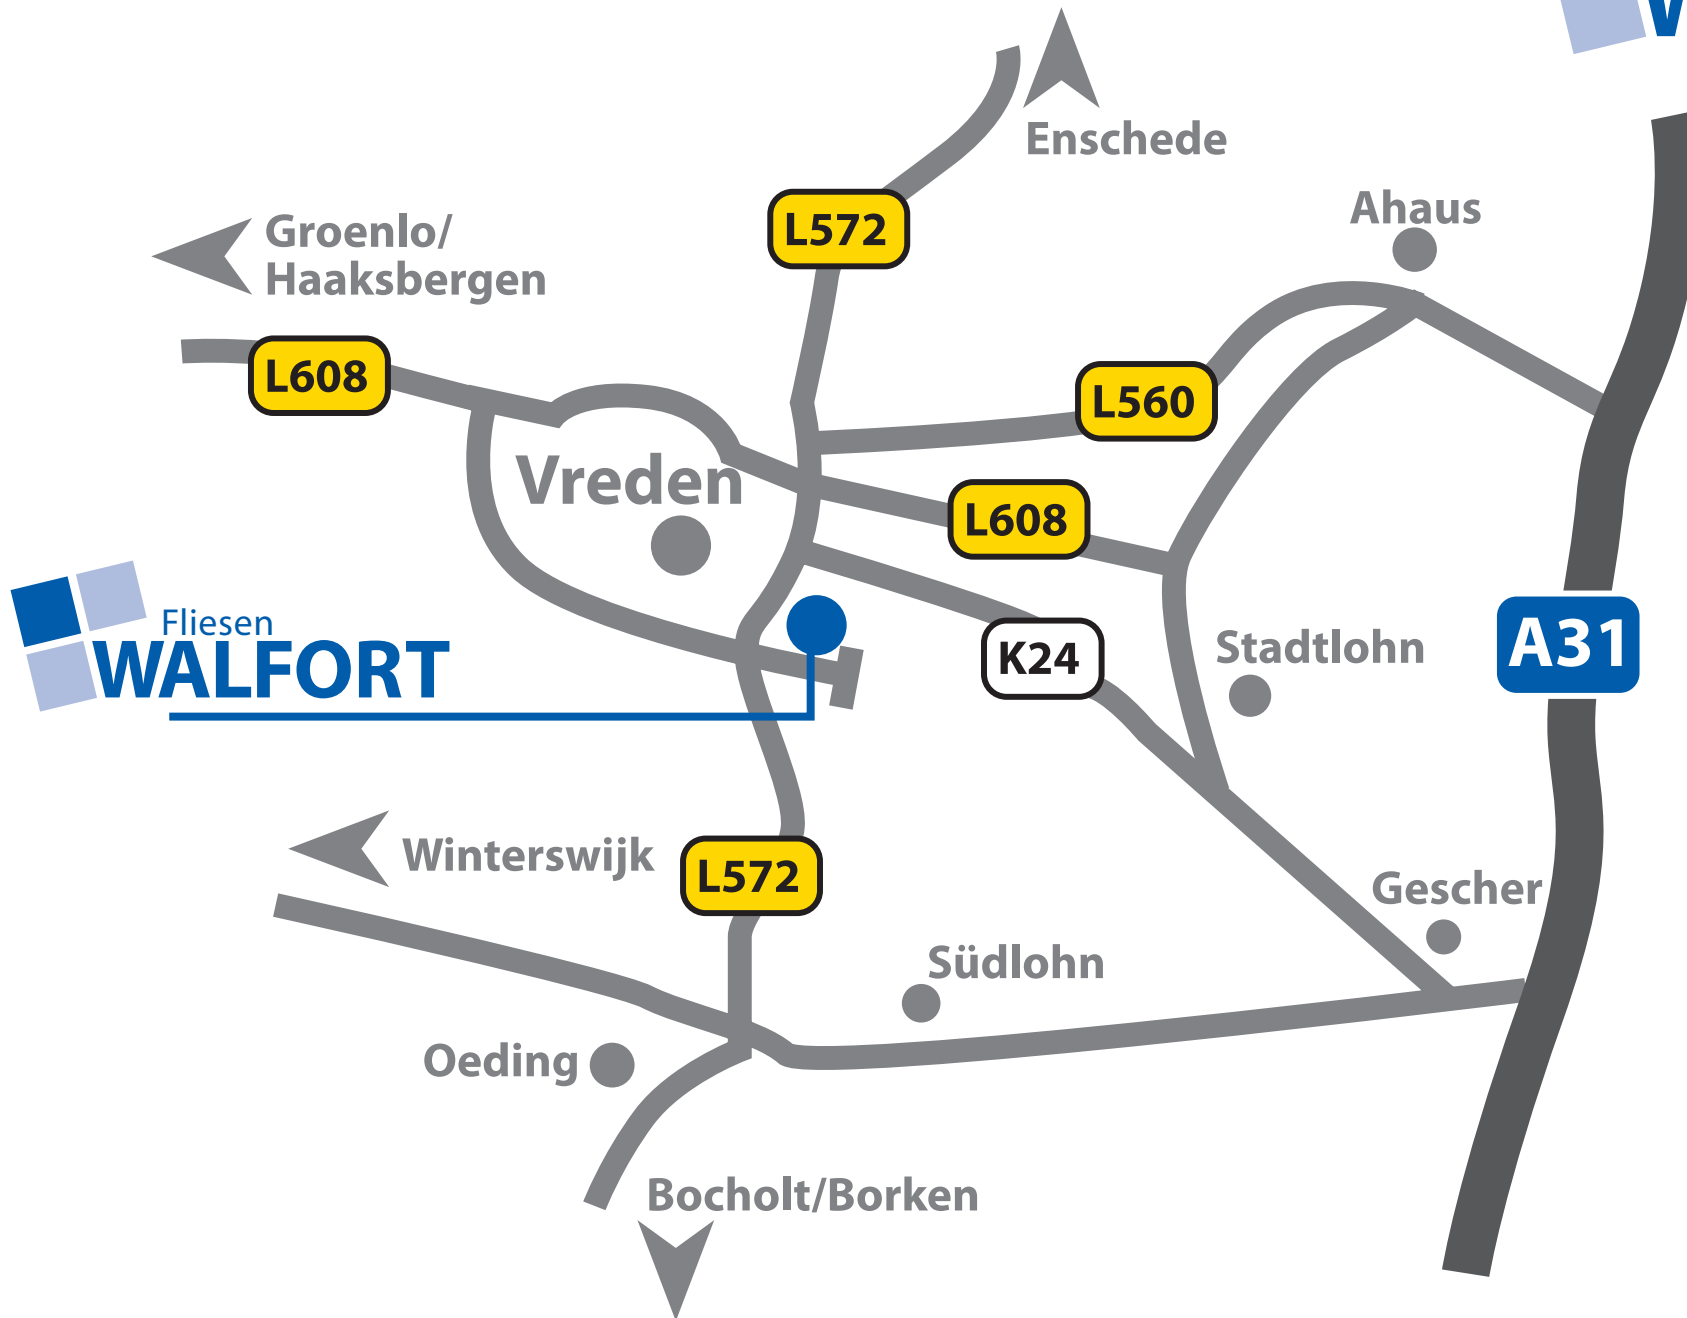 Enschede
Ahaus
L572
Groenlo/
Haaksbergen
L608
L560
Vreden
L608
Fliesen
WALFORT
K24
Stadtlohn
A31
Winterswijk
L572
Gescher
Südlohn
Oeding
Bocholt/Borken